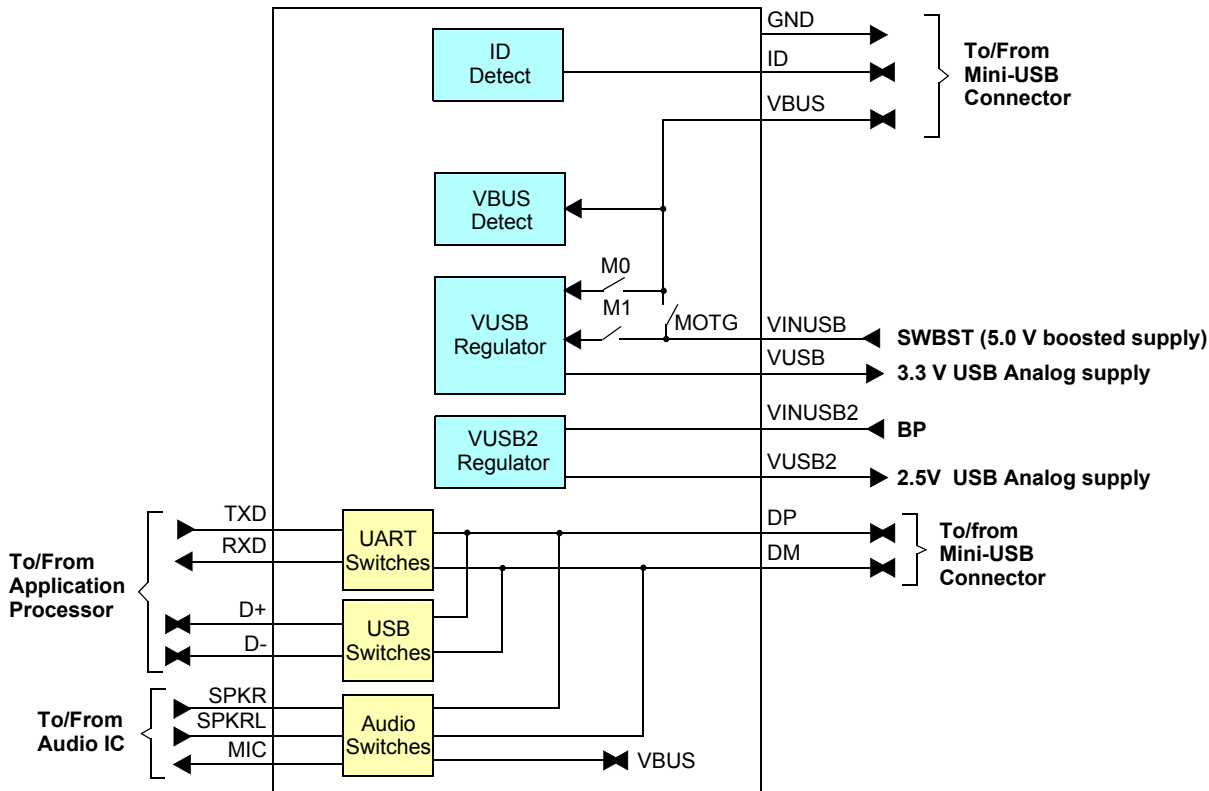 GND
ID
Detect
ID
To/From
Mini-USB
Connector
VBUS
VBUS
Detect
M0
VUSB
Regulator
M1
MOTG
VINUSB
SWBST (5.0 V boosted supply)
VUSB
3.3 V USB Analog supply
VINUSB2
BP
VUSB2
Regulator
VUSB2
2.5V  USB Analog supply
To/From
Application
Processor
TXD
RXD
UART
Switches
DP
DM
To/from
Mini-USB
Connector
D+
D-
USB
Switches
To/From
Audio IC
SPKR
SPKRL
MIC
Audio
Switches
VBUS